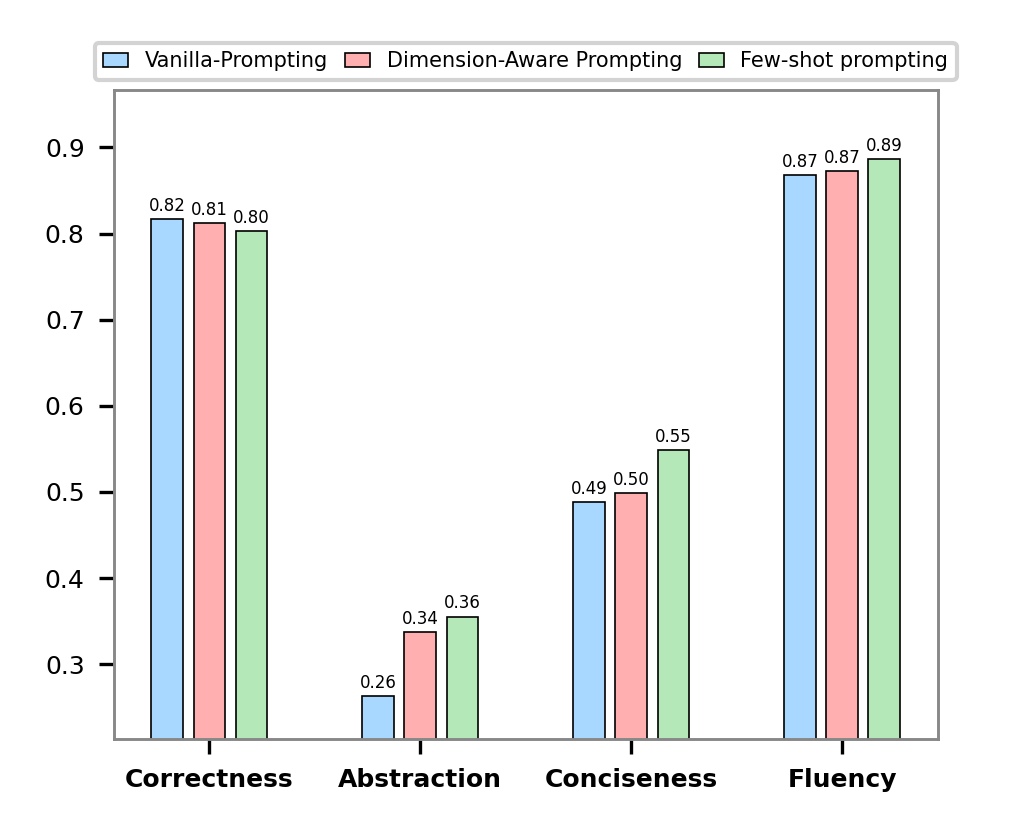 Vanilla-Prompting Dimension-Aware Prompting Few-shot prompting
0.9
0.8
0.7
0.6
0.5
0.4
0.3
0.82 0.81 0.80
0.26 0.34 0.36
0.49 0.50 0.55
0.87 0.87 0.89
Correctness Abstraction Conciseness Fluency